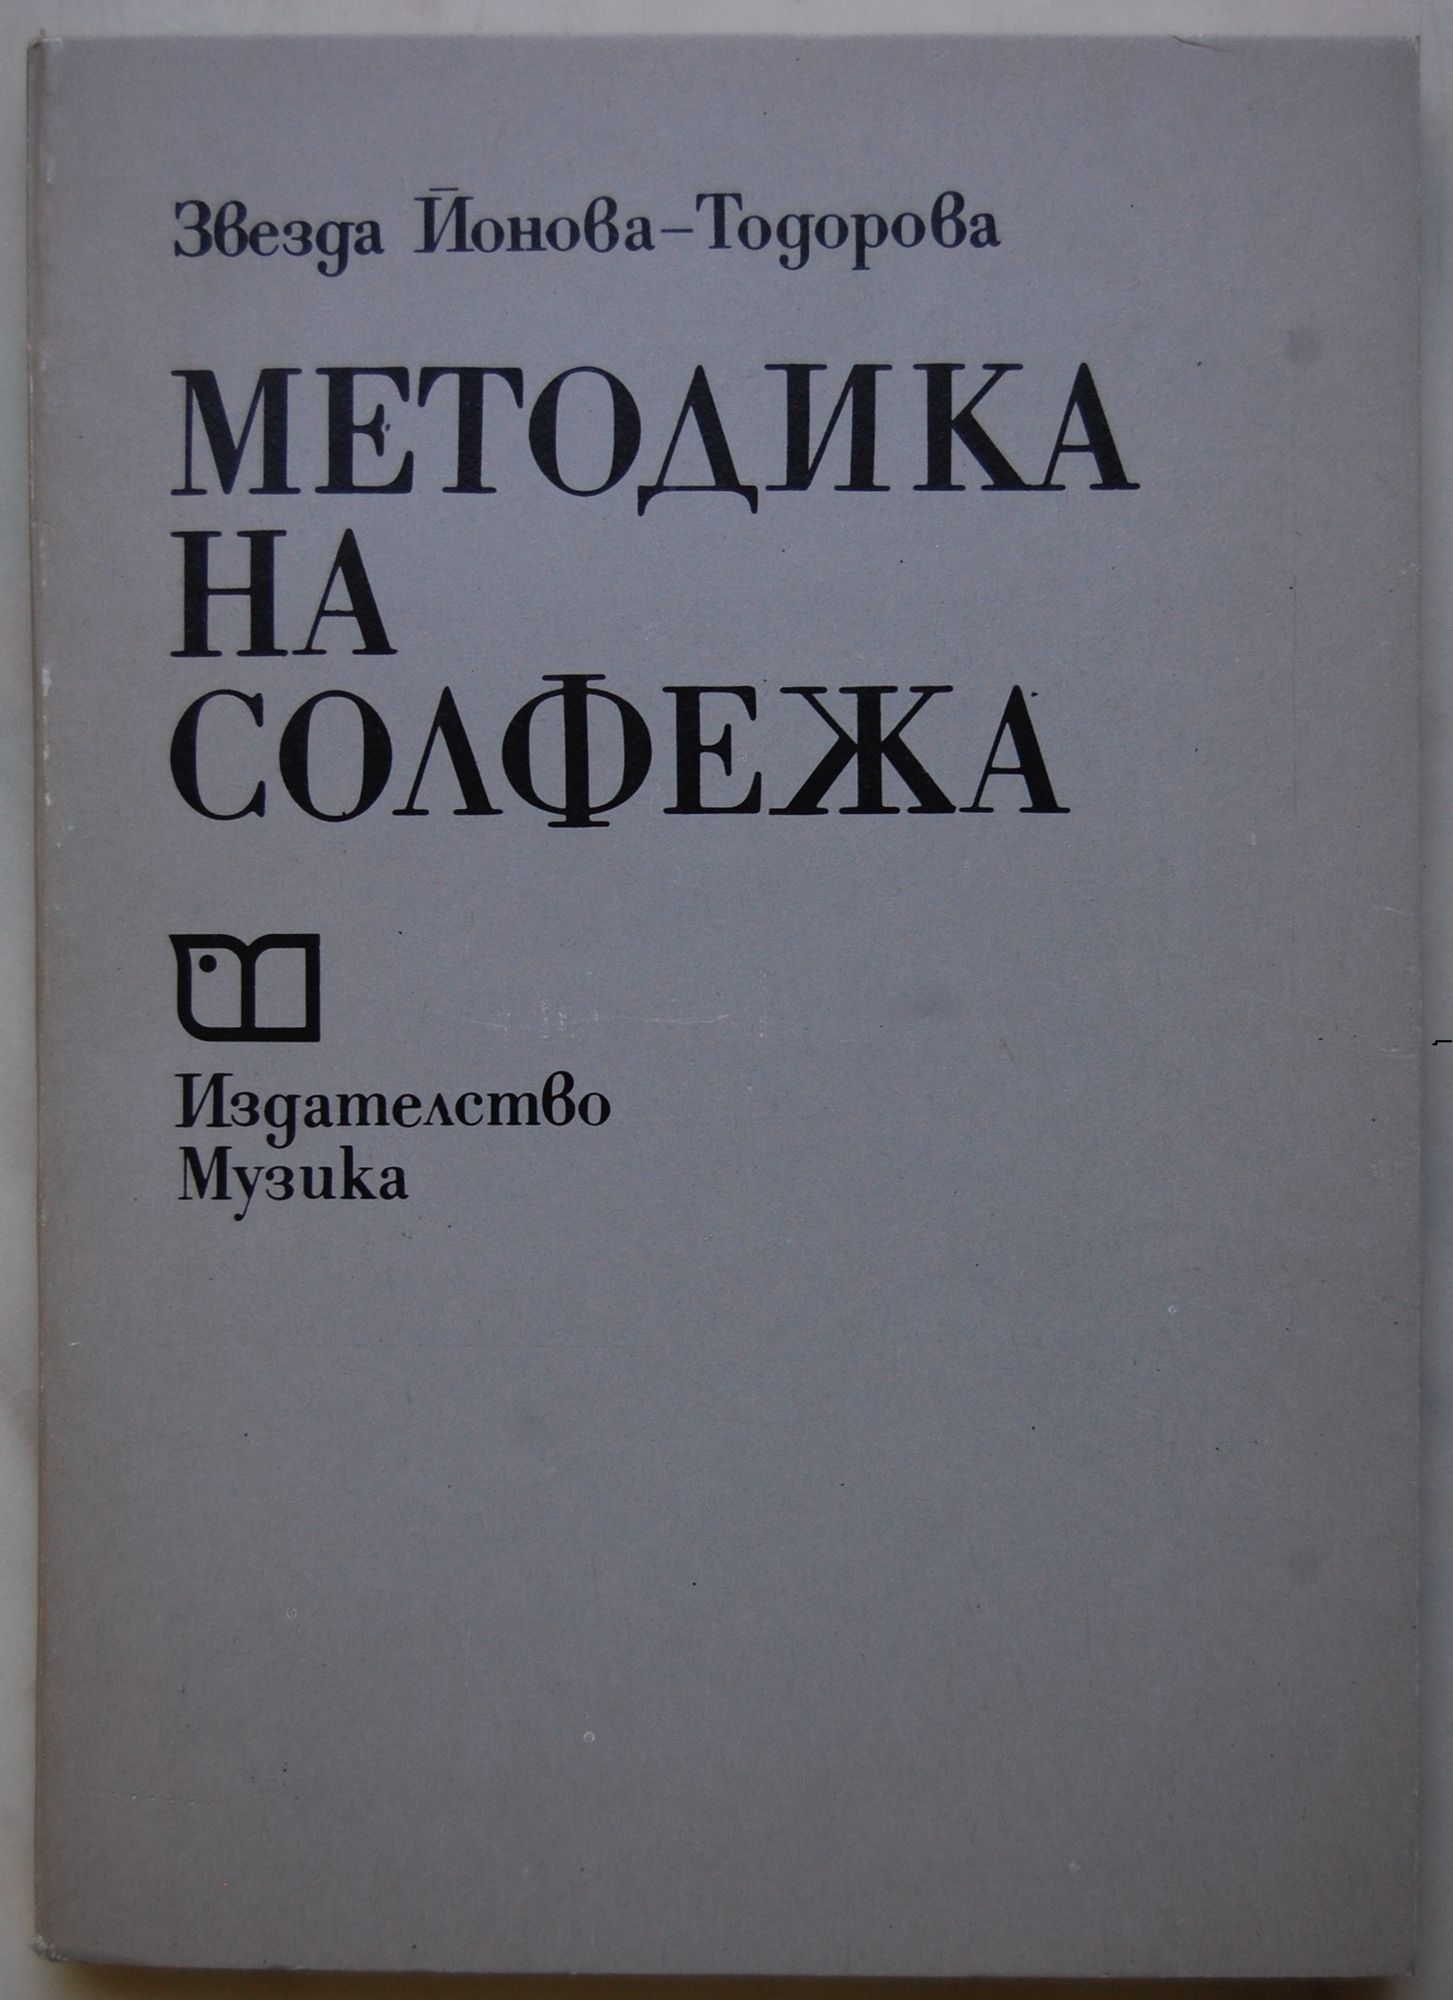 Звезда Йонова-Тодорова
МЕТОДИКА
НА
СОЛФЕЖА
Издателство
Музика